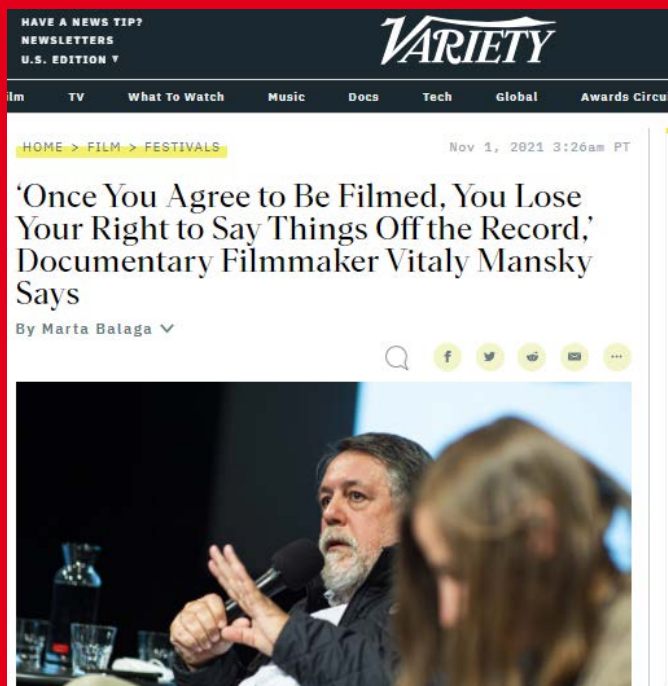 HAVE A NEWS TIP?
NEWSLETTERS
U.S. EDITION
VARIETY
TV What To Watch Music Docs Tech Global Awards
HOME > FILM > FESTIVALS
Nov 1, 2021 3:26am PT
‘Once You Agree to Be Filmed, You Lose
Your Right to Say Things Off the Record,’
Documentary Filmmaker Vitaly Mansky
Says
By Marta Balaga